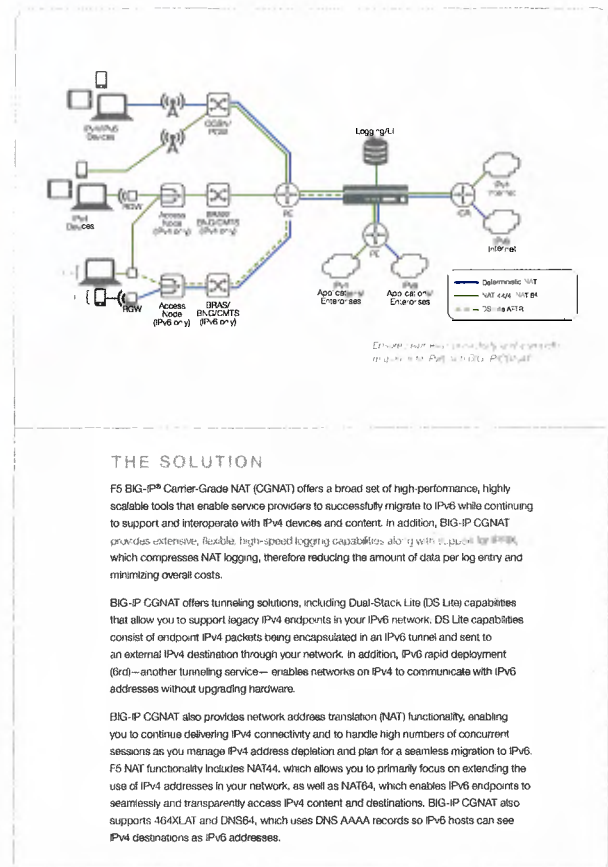 Logging/LI
IPv4/IPv6
Devices
RGW
Access
Node
(IPv4 only)
BRAS/
BNG/CMTS
(IPv4 only)
PE
IPv4
Internet
IPv6
Internet
IPv4
Devices
PE
IPv4
Application/
Enterprises
IPv6
Application/
Enterprises
RGW
Access
Node
(IPv6 only)
BRAS/
BNG/CMTS
(IPv6 only)
Deterministic NAT
NAT 44/4 NAT 64
DS-lite AFTR
THE SOLUTION
F5 BIG-IP® Carrier-Grade NAT (CGNAT) offers a broad set of high-performance, highly
scalable tools that enable service providers to successfully migrate to IPv6 while continuing
to support and interoperate with IPv4 devices and content. In addition, BIG-IP CGNAT
provides extensive, flexible, high-speed logging capabilities along with support for IPFIX,
which compresses NAT logging, therefore reducing the amount of data per log entry and
minimizing overall costs.
BIG-IP CGNAT offers tunneling solutions, including Dual-Stack Lite (DS Lite) capabilities
that allow you to support legacy IPv4 endpoints in your IPv6 network. DS Lite capabilities
consist of endpoint IPv4 packets being encapsulated in an IPv6 tunnel and sent to
an external IPv4 destination through your network. In addition, IPv6 rapid deployment
(6rd)—another tunneling service— enables networks on IPv4 to communicate with IPv6
addresses without upgrading hardware.
BIG-IP CGNAT also provides network address translation (NAT) functionality, enabling
you to continue delivering IPv4 connectivity and to handle high numbers of concurrent
sessions as you manage IPv4 address depletion and plan for a seamless migration to IPv6.
F5 NAT functionality includes NAT44, which allows you to primarily focus on extending the
use of IPv4 addresses in your network, as well as NAT64, which enables IPv6 endpoints to
seamlessly and transparently access IPv4 content and destinations. BIG-IP CGNAT also
supports 464XLAT and DNS64, which uses DNS AAAA records so IPv6 hosts can see
IPv4 destinations as IPv6 addresses.